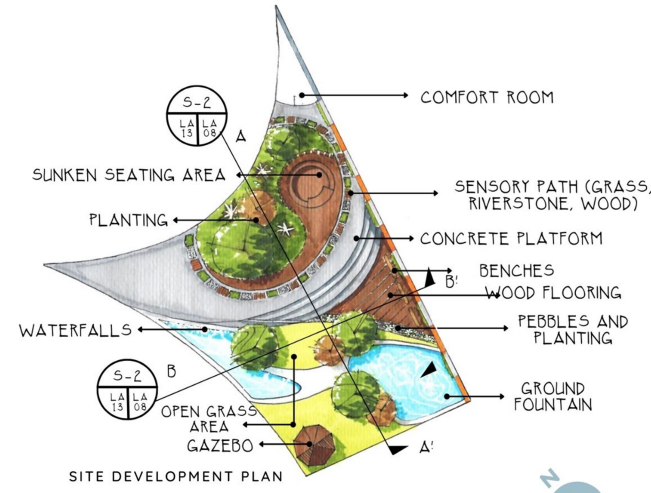 COMFORT ROOM
S-2
LA 13
LA 08
A
SUNKEN SEATING AREA
SENSORY PATH (GRASS,
RIVERSTONE, WOOD)
PLANTING
CONCRETE PLATFORM
BENCHES
B'
WOOD FLOORING
WATERFALLS
PEBBLES AND
PLANTING
S-2
B
LA 13
LA 08
GROUND
FOUNTAIN
OPEN GRASS
AREA
GAZEBO
A'
SITE DEVELOPMENT PLAN
N